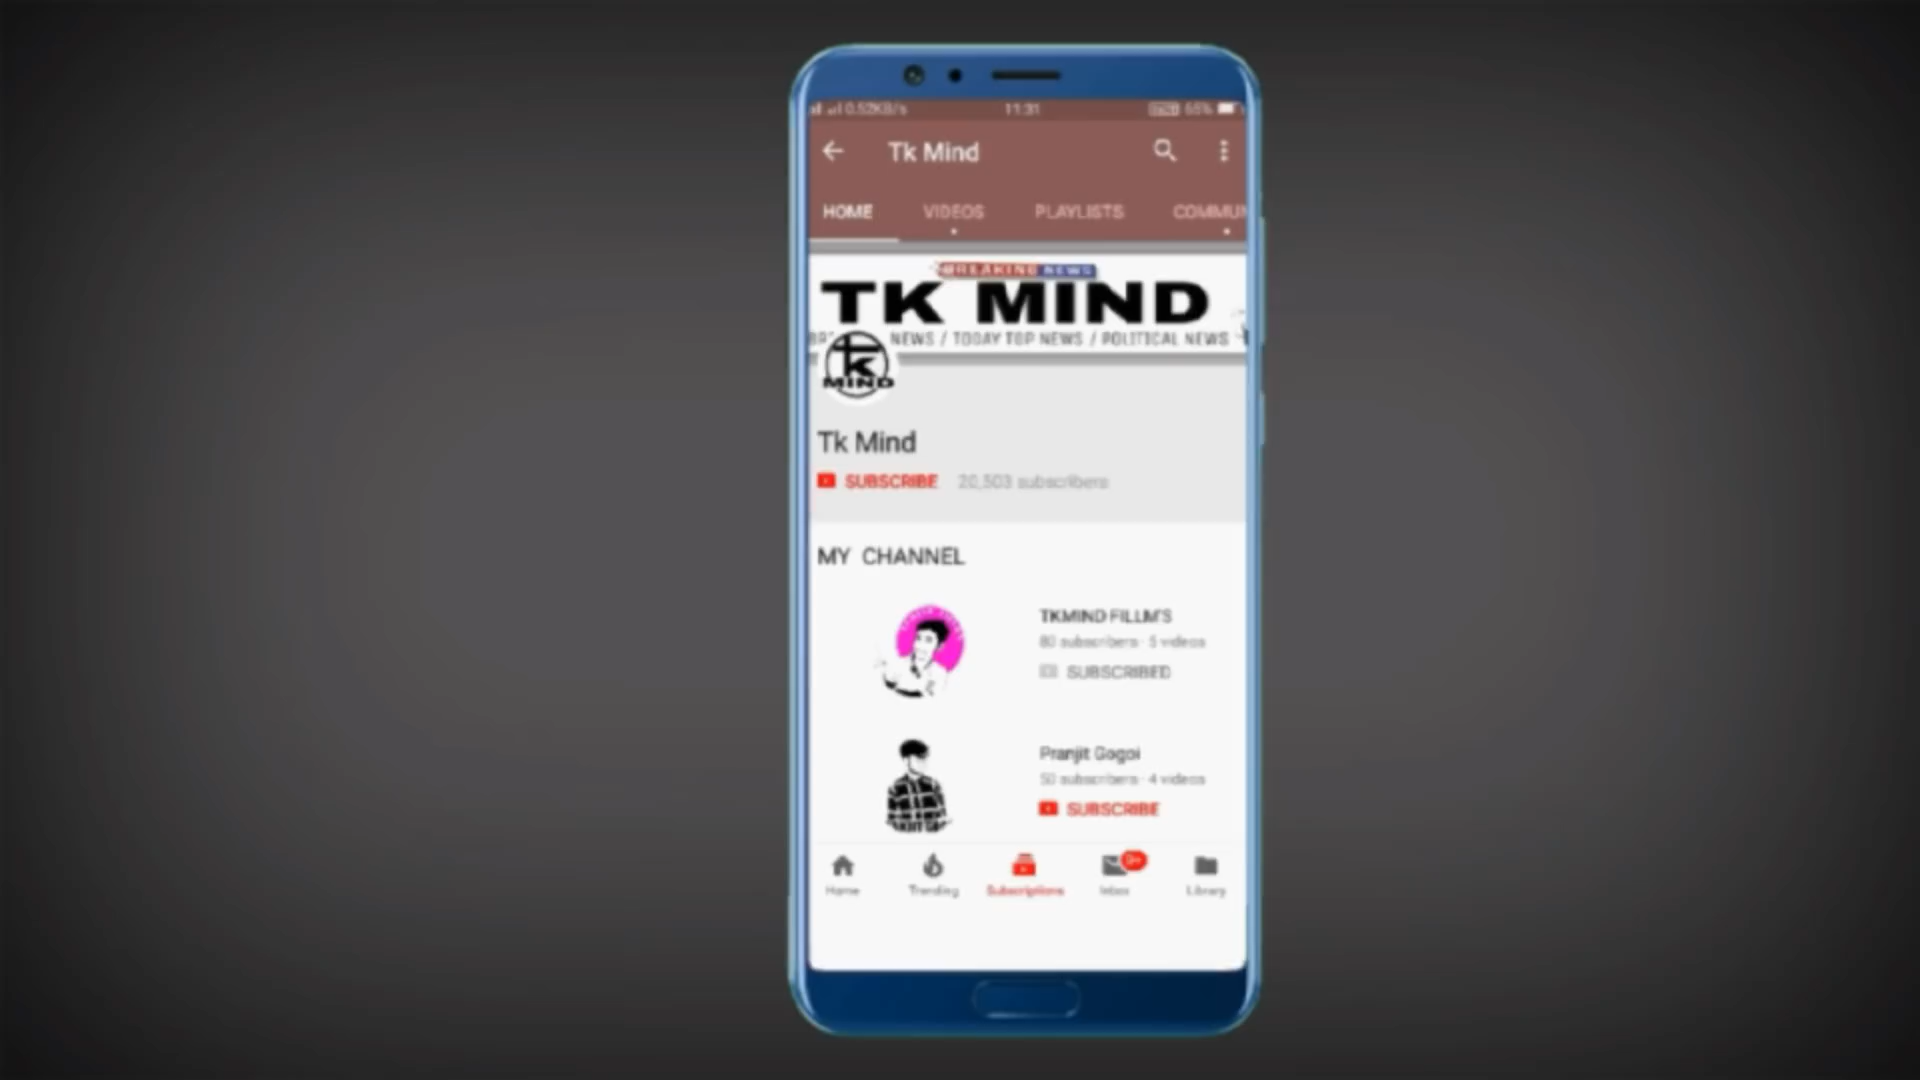 0.52KB/s 11:31 65%
Tk Mind
HOME VIDEOS PLAYLISTS COMMUN
BREAKING NEWS
TK MIND
NEWS / TODAY TOP NEWS / POLITICAL NEWS
tk
MIND
Tk Mind
SUBSCRIBE 20,503 subscribers
MY CHANNEL
TKMIND FILLM'S
80 subscribers · 5 videos
SUBSCRIBED
Pranjit Gogoi
50 subscribers · 4 videos
SUBSCRIBE
9+
Home Trending Subscriptions Inbox Library